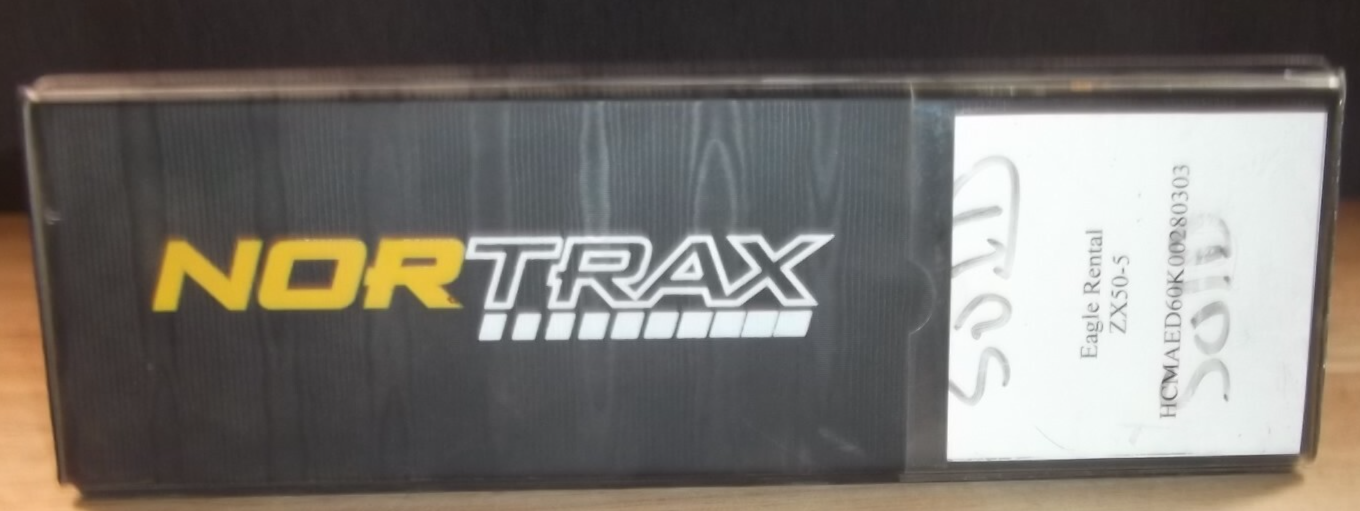 NORTRAX
SOLD
Eagle Rental
ZX50-5
HCMAED60K00280303
SOLD